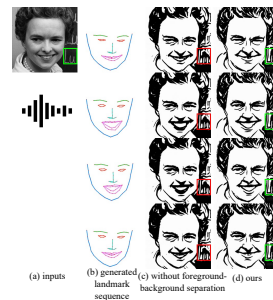 (a) inputs
(b) generated
landmark
sequence
(c) without foreground-
background separation
(d) ours